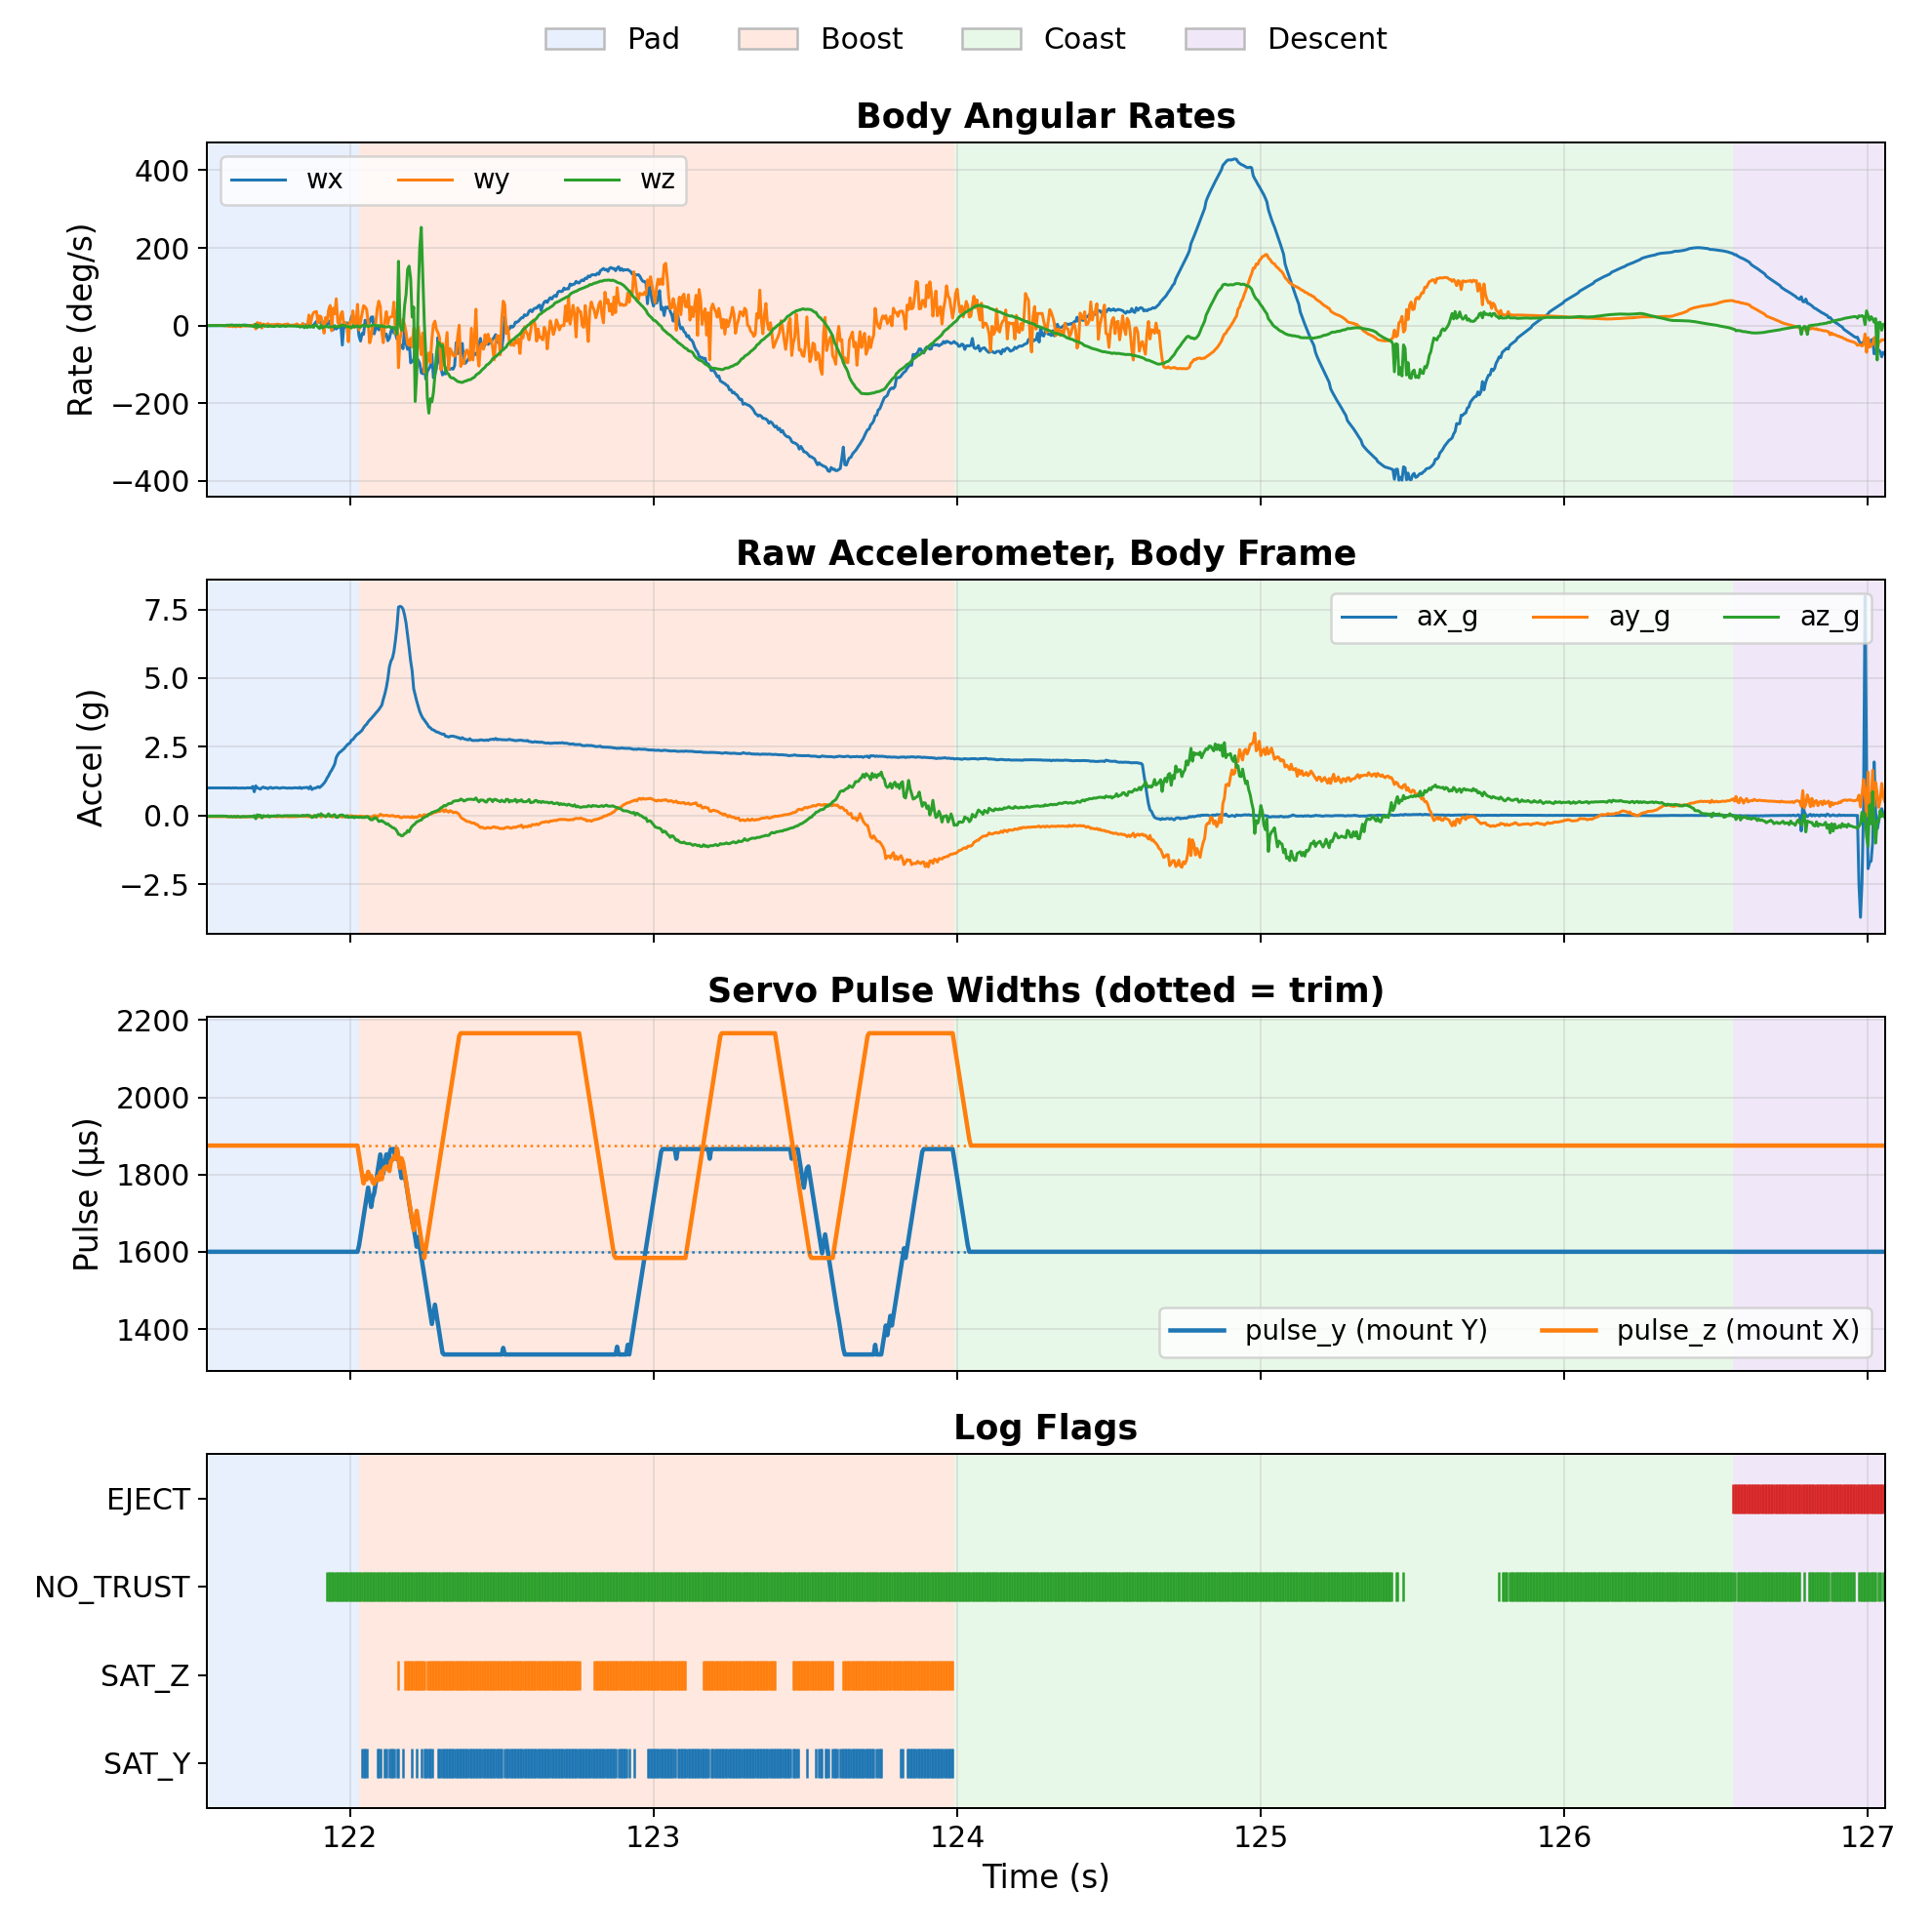 Pad Boost Coast Descent
Body Angular Rates
wx wy wz
Rate (deg/s)
400
200
0
−200
−400
Raw Accelerometer, Body Frame
ax_g ay_g az_g
Accel (g)
7.5
5.0
2.5
0.0
−2.5
Servo Pulse Widths (dotted = trim)
Pulse (μs)
2200
2000
1800
1600
1400
pulse_y (mount Y) pulse_z (mount X)
Log Flags
EJECT
NO_TRUST
SAT_Z
SAT_Y
122 123 124 125 126 127
Time (s)